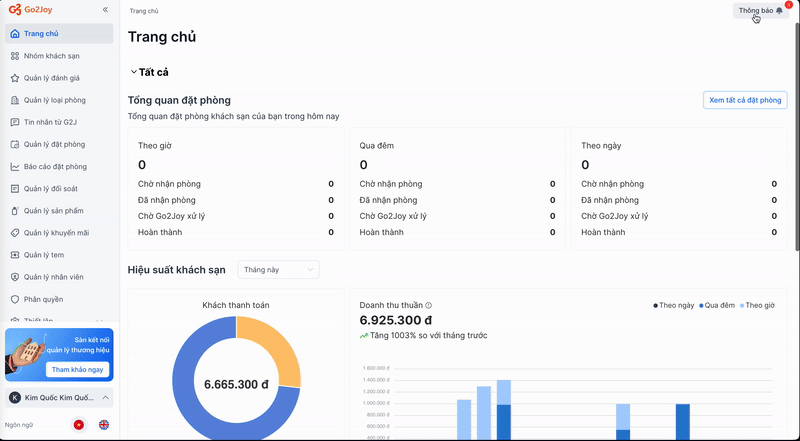 Go2Joy
«
Trang chủ
Nhóm khách sạn
Quản lý đánh giá
Quản lý loại phòng
Tin nhắn từ G2J
Quản lý đặt phòng
Báo cáo đặt phòng
Quản lý đối soát
Quản lý sản phẩm
Quản lý khuyến mãi
Quản lý tem
Quản lý nhân viên
Phân quyền
Thiết lập
Sàn kết nối
quản lý thương hiệu
Tham khảo ngay
K Kim Quốc Kim Quố...
Ngôn ngữ
Trang chủ
Thông báo 1
Trang chủ
Tất cả
Tổng quan đặt phòng
Xem tất cả đặt phòng
Tổng quan đặt phòng khách sạn của bạn trong hôm nay
Theo giờ
0
Chờ nhận phòng 0
Đã nhận phòng 0
Chờ Go2Joy xử lý 0
Hoàn thành 0
Qua đêm
0
Chờ nhận phòng 0
Đã nhận phòng 0
Chờ Go2Joy xử lý 0
Hoàn thành 0
Theo ngày
0
Chờ nhận phòng 0
Đã nhận phòng 0
Chờ Go2Joy xử lý 0
Hoàn thành 0
Hiệu suất khách sạn
Tháng này
Khách thanh toán
6.665.300 đ
Doanh thu thuần
Theo ngày Qua đêm Theo giờ
6.925.300 đ
Tăng 1003% so với tháng trước
1.600.000 đ
1.400.000 đ
1.200.000 đ
1.000.000 đ
800.000 đ
600.000 đ
400.000 đ